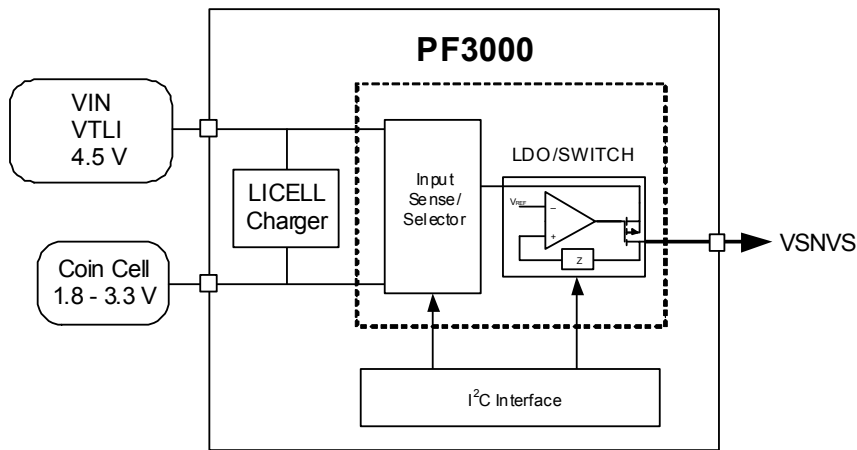 PF3000
VIN
VTLI
4.5 V
LICELL
Charger
Coin Cell
1.8 - 3.3 V
Input
Sense/
Selector
LDO/SWITCH
VREF
–
+
Z
VSNVS
I²C Interface